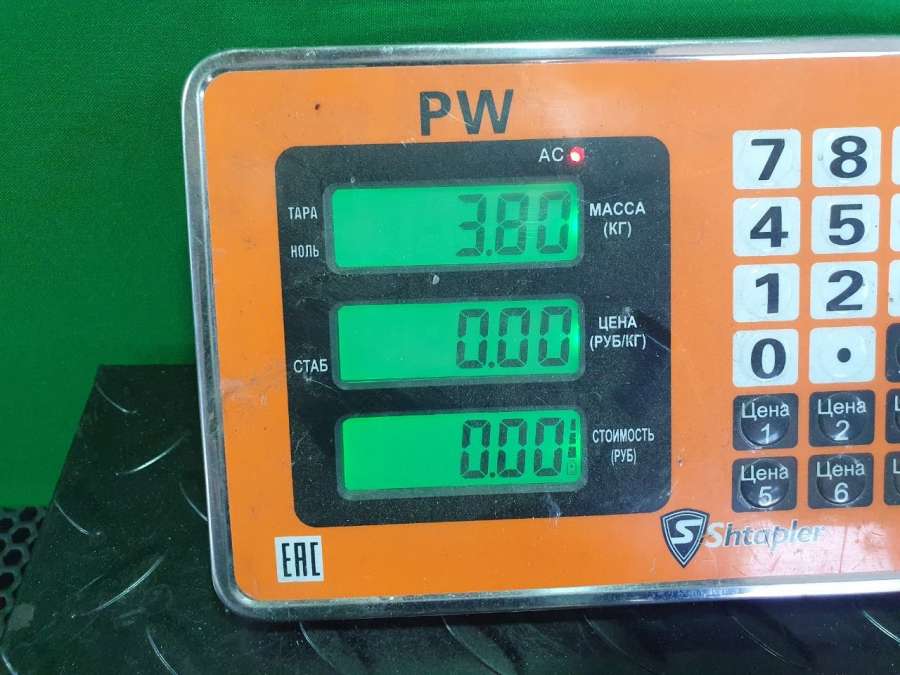 PW
AC
ТАРА
НОЛЬ
3.80
МАССА
(КГ)
СТАБ
0.00
ЦЕНА
(РУБ/КГ)
0.00
СТОИМОСТЬ
(РУБ)
7 8
4 5
1 2
0 .
Цена
1
Цена
2
Цена
5
Цена
6
S Shtapler
EAC